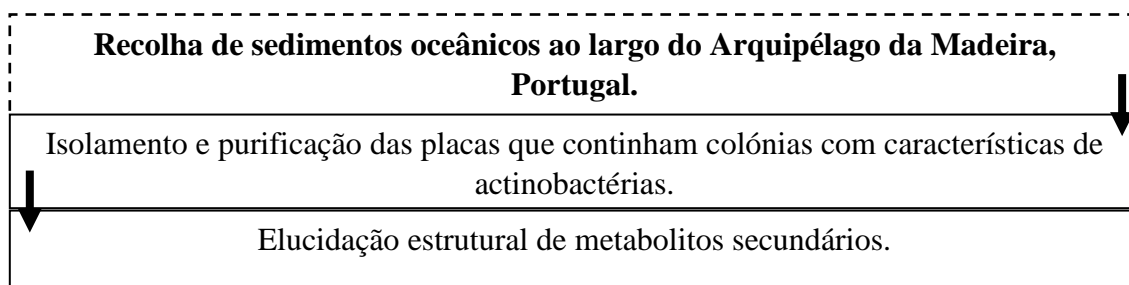 Recolha de sedimentos oceânicos ao largo do Arquipélago da Madeira,
Portugal.
Isolamento e purificação das placas que continham colónias com características de
actinobactérias.
Elucidação estrutural de metabolitos secundários.